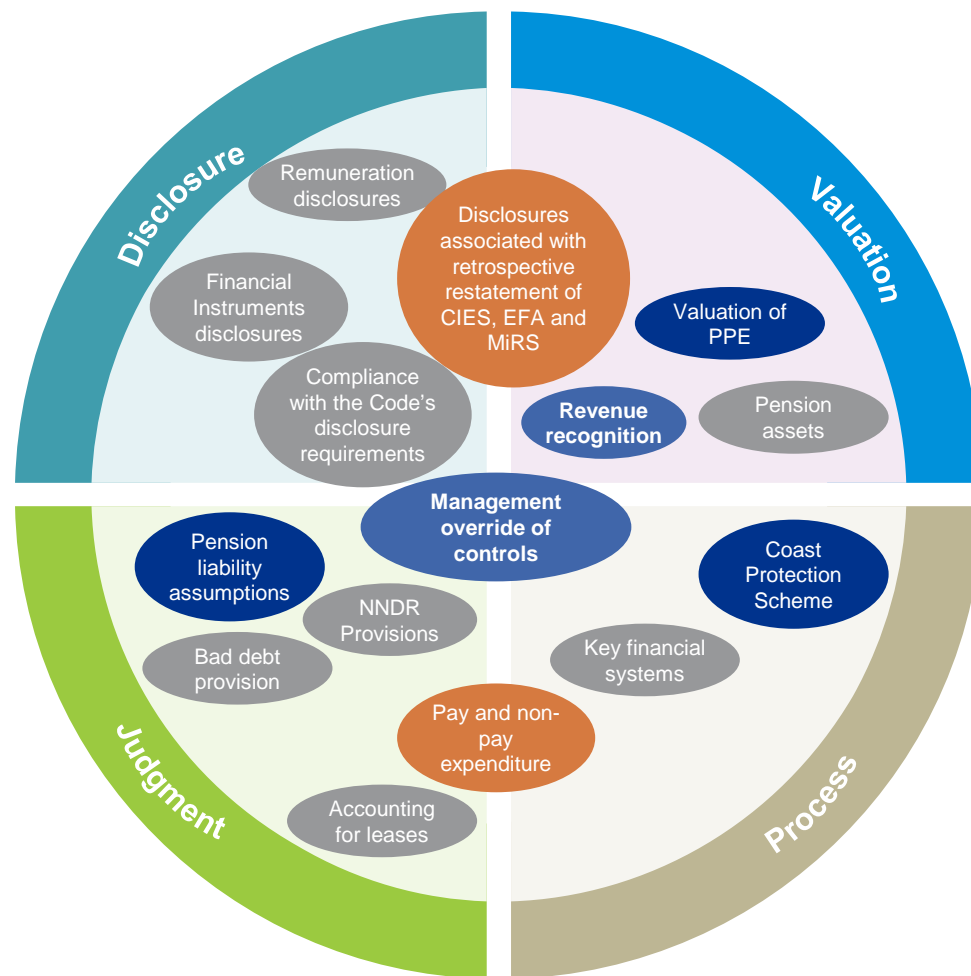 Disclosure
Valuation
Remuneration
disclosures
Disclosures
associated with
retrospective
restatement of
CIES, EFA and
MiRS
Financial
Instruments
disclosures
Valuation of
PPE
Compliance
with the Code's
disclosure
requirements
Revenue
recognition
Pension
assets
Management
override of
controls
Pension
liability
assumptions
Coast
Protection
Scheme
NNDR
Provisions
Bad debt
provision
Key financial
systems
Pay and non-
pay
expenditure
Accounting
for leases
Judgment
Process